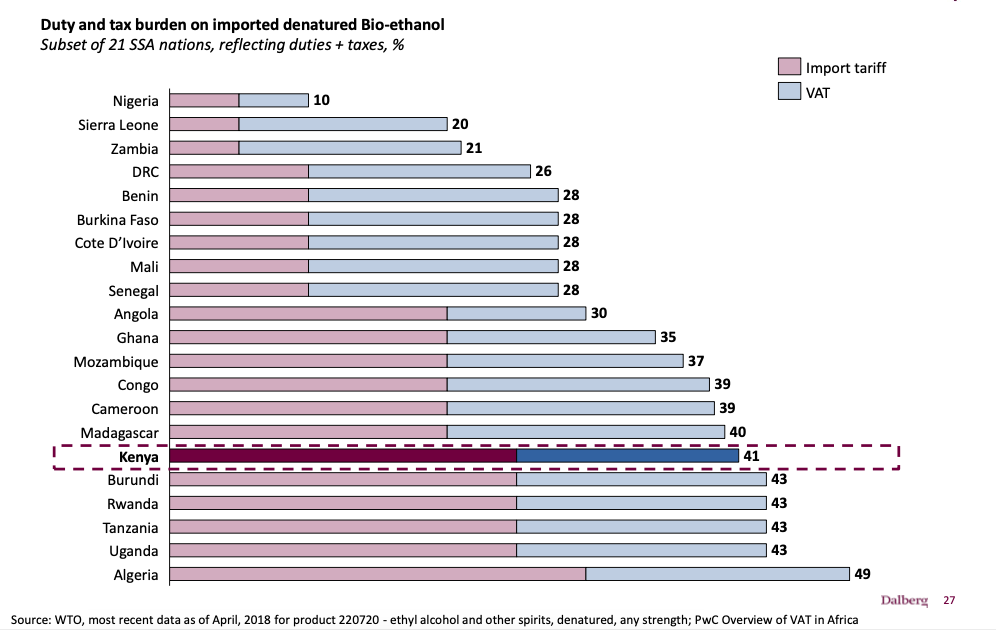 Duty and tax burden on imported denatured Bio-ethanol
Subset of 21 SSA nations, reflecting duties + taxes, %
Import tariff
VAT
Nigeria 10
Sierra Leone 20
Zambia 21
DRC 26
Benin 28
Burkina Faso 28
Cote D’Ivoire 28
Mali 28
Senegal 28
Angola 30
Ghana 35
Mozambique 37
Congo 39
Cameroon 39
Madagascar 40
Kenya 41
Burundi 43
Rwanda 43
Tanzania 43
Uganda 43
Algeria 49
Dalberg 27
Source: WTO, most recent data as of April, 2018 for product 220720 - ethyl alcohol and other spirits, denatured, any strength; PwC Overview of VAT in Africa